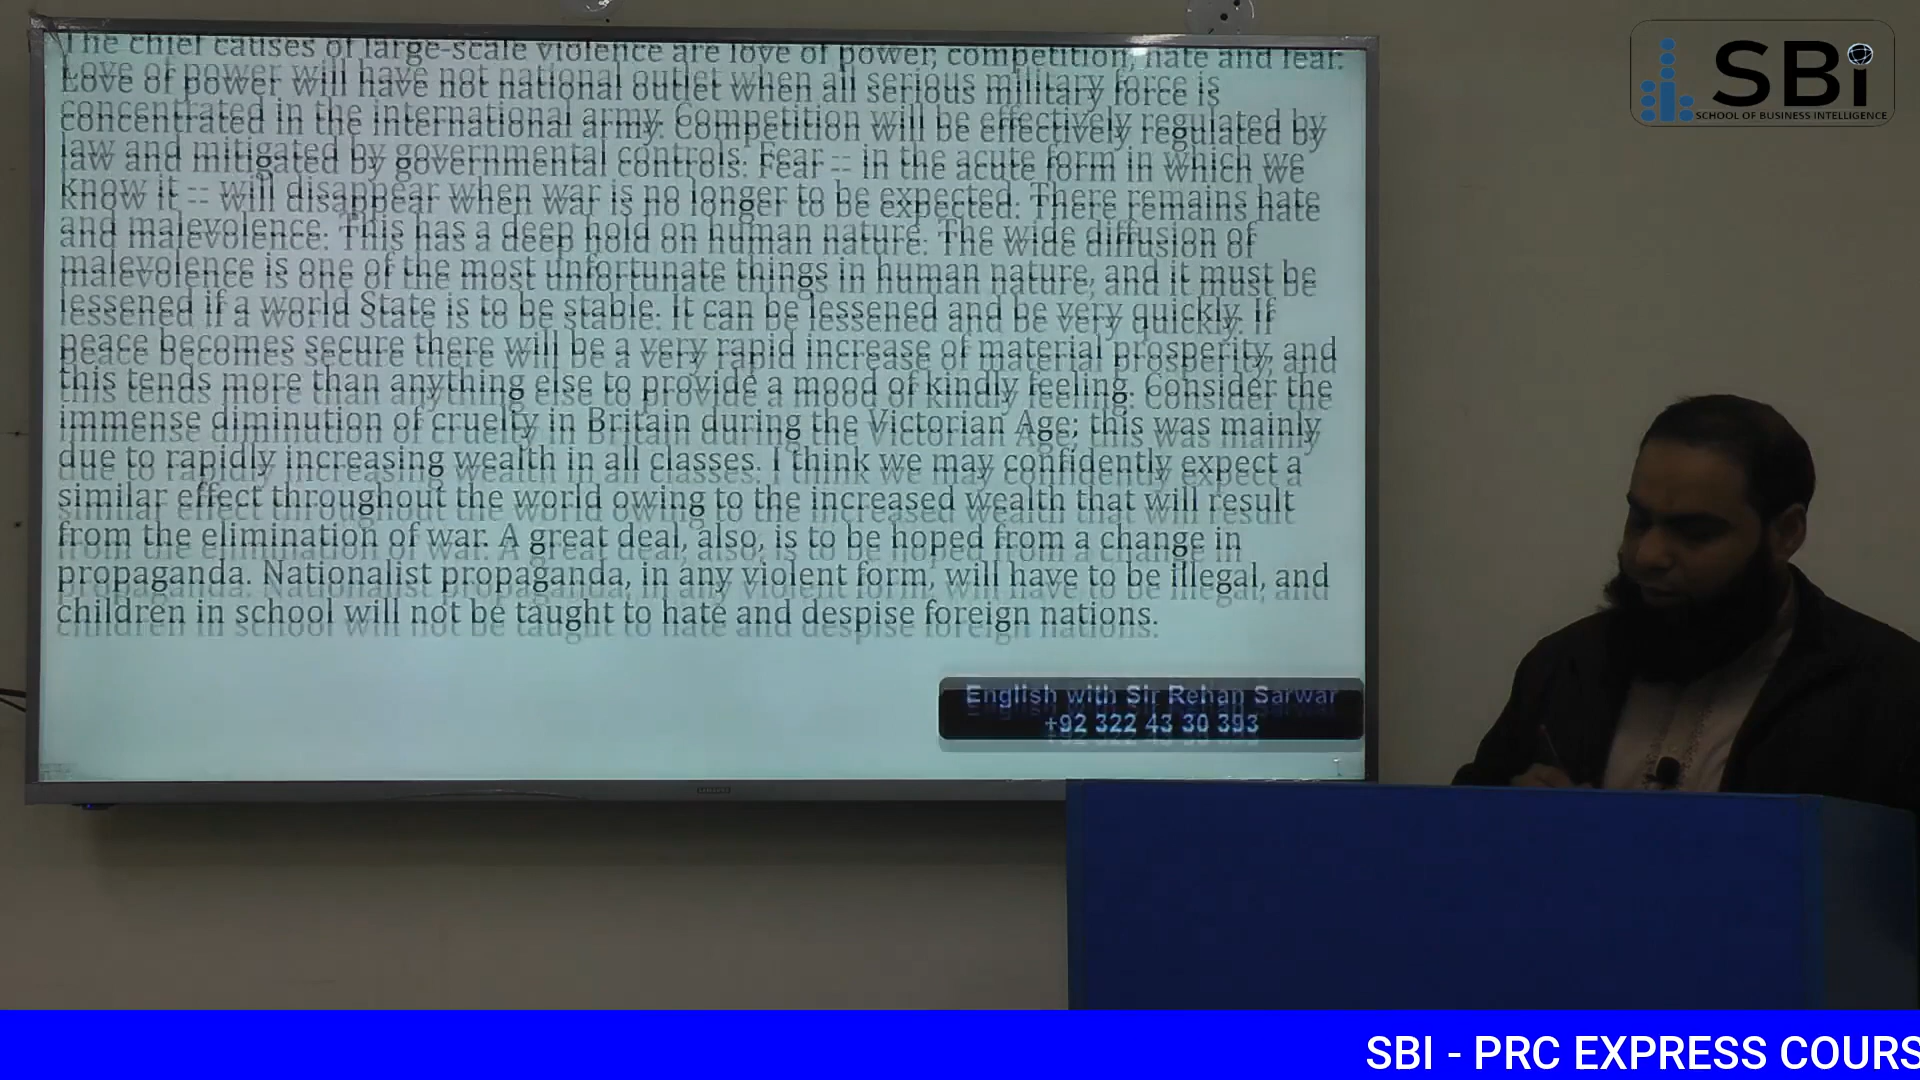 The chief causes of large-scale violence are love of power, competition, hate and fear.
Love of power will have not national outlet when all serious military force is
concentrated in the international army. Competition will be effectively regulated by
law and mitigated by governmental controls. Fear -- in the acute form in which we
know it -- will disappear when war is no longer to be expected. There remains hate
and malevolence. This has a deep hold on human nature. The wide diffusion of
malevolence is one of the most unfortunate things in human nature, and it must be
lessened if a world State is to be stable. It can be lessened and be very quickly. If
peace becomes secure there will be a very rapid increase of material prosperity, and
this tends more than anything else to provide a mood of kindly feeling. Consider the
immense diminution of cruelty in Britain during the Victorian Age; this was mainly
due to rapidly increasing wealth in all classes. I think we may confidently expect a
similar effect throughout the world owing to the increased wealth that will result
from the elimination of war. A great deal, also, is to be hoped from a change in
propaganda. Nationalist propaganda, in any violent form, will have to be illegal, and
children in school will not be taught to hate and despise foreign nations.
English with Sir Rehan Sarwar
+92 322 43 30 393
SBi
SCHOOL OF BUSINESS INTELLIGENCE
SBI - PRC EXPRESS COURS